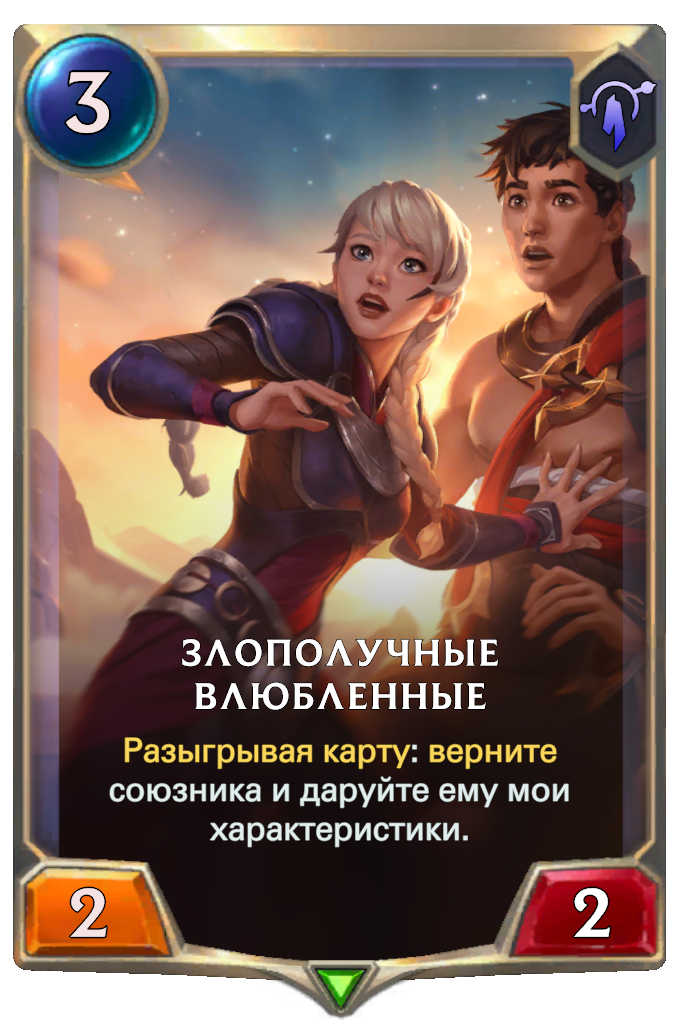 3
ЗЛОПОЛУЧНЫЕ
ВЛЮБЛЕННЫЕ
Разыгрывая карту: верните
союзника и даруйте ему мои
характеристики.
2
2